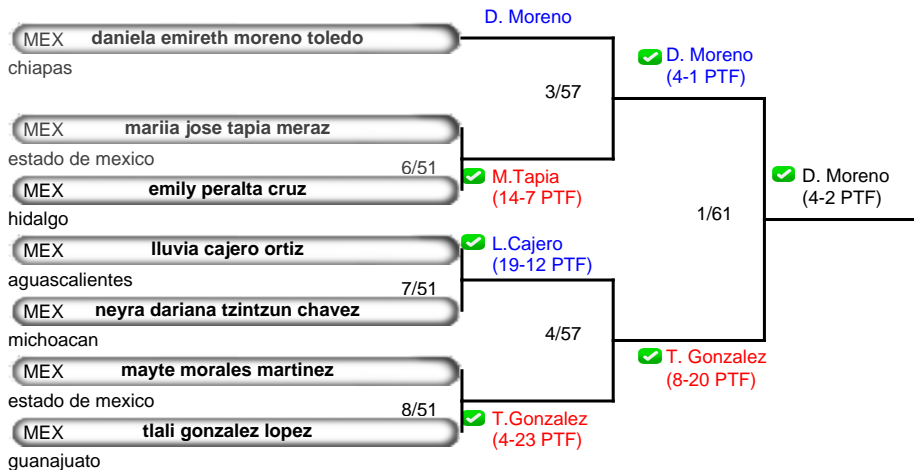 D. Moreno
MEX daniela emireth moreno toledo
chiapas
D. Moreno
(4-1 PTF)
3/57
MEX mariia jose tapia meraz
estado de mexico
6/51
M.Tapia
(14-7 PTF)
MEX emily peralta cruz
hidalgo
D. Moreno
(4-2 PTF)
1/61
MEX lluvia cajero ortiz
aguascalientes
L.Cajero
(19-12 PTF)
7/51
MEX neyra dariana tzintzun chavez
michoacan
4/57
T. Gonzalez
(8-20 PTF)
MEX mayte morales martinez
estado de mexico
8/51
T.Gonzalez
(4-23 PTF)
MEX tlali gonzalez lopez
guanajuato